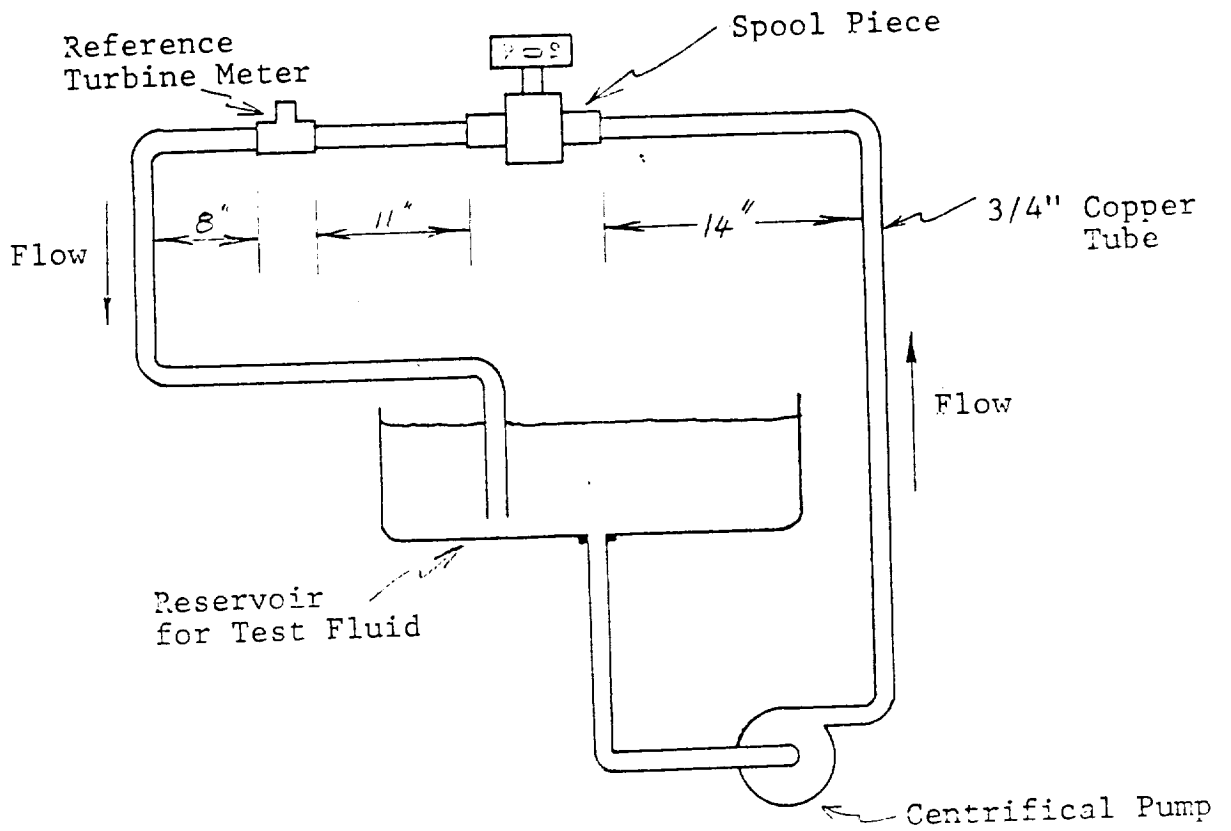 Reference
Turbine Meter
Spool Piece
8"
11"
14"
3/4" Copper
Tube
Flow
Flow
Reservoir
for Test Fluid
Centrifical Pump